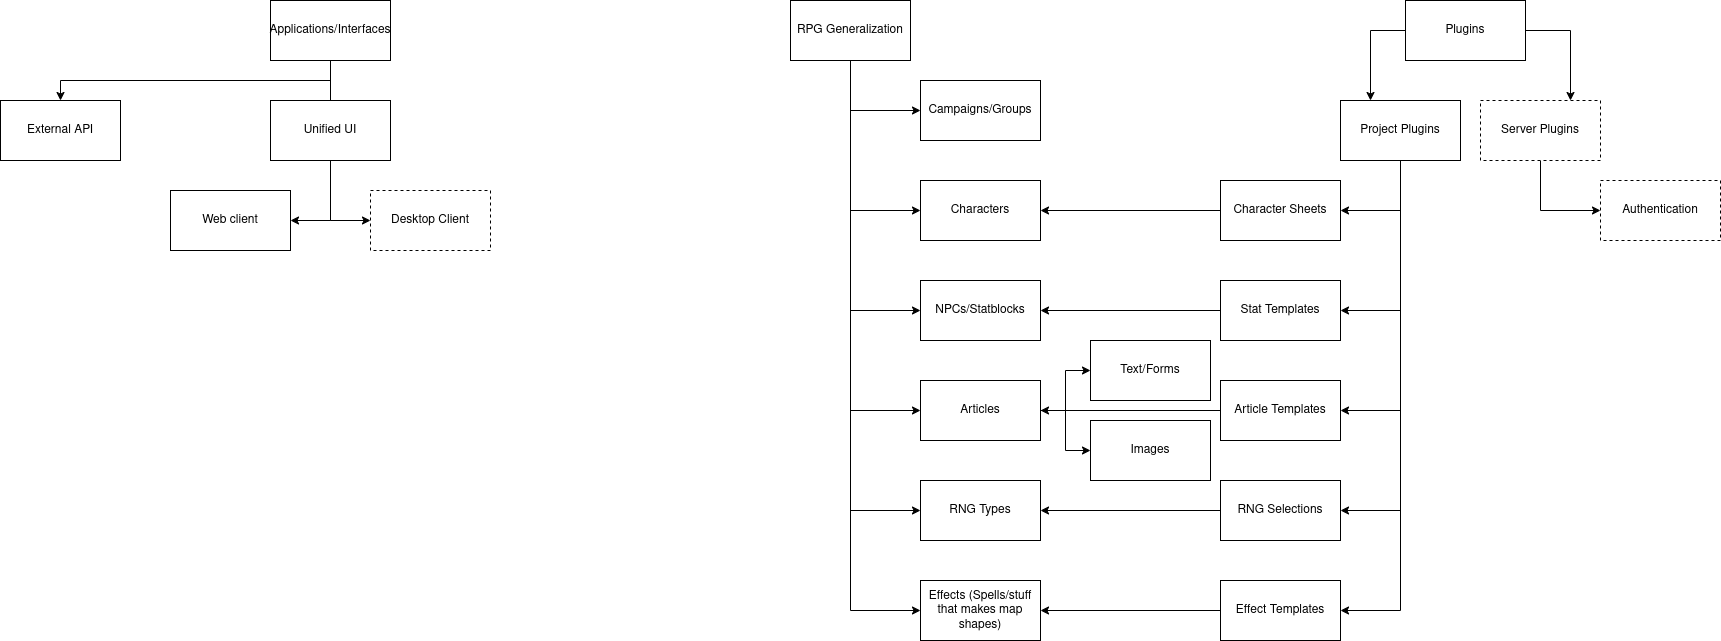 Applications/Interfaces
RPG Generalization
Plugins
Campaigns/Groups
External API
Unified UI
Project Plugins
Server Plugins
Web client
Desktop Client
Characters
Character Sheets
Authentication
NPCs/Statblocks
Stat Templates
Text/Forms
Articles
Article Templates
Images
RNG Types
RNG Selections
Effects (Spells/stuff
that makes map
shapes)
Effect Templates